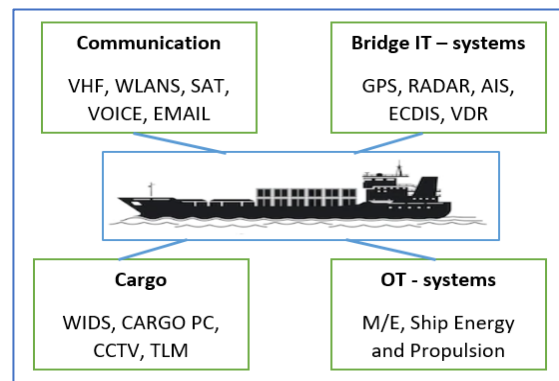 Communication
VHF, WLANS, SAT,
VOICE, EMAIL
Bridge IT – systems
GPS, RADAR, AIS,
ECDIS, VDR
Cargo
WIDS, CARGO PC,
CCTV, TLM
OT - systems
M/E, Ship Energy
and Propulsion